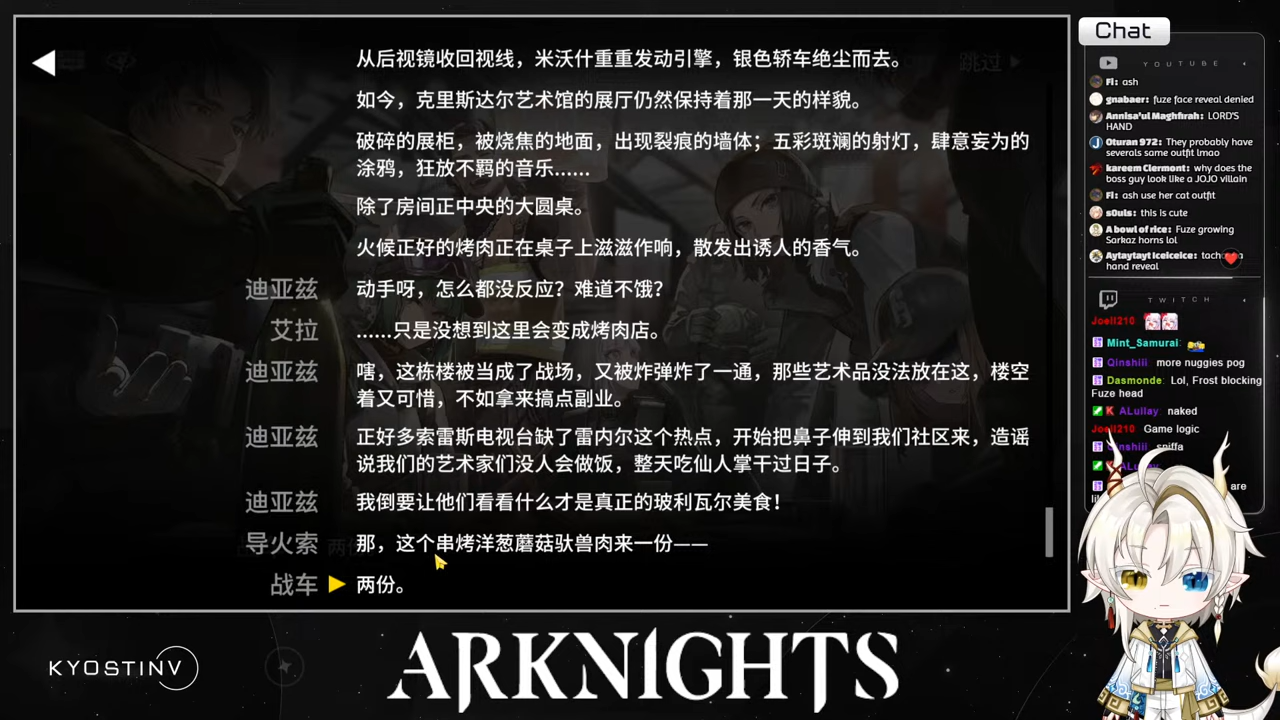 从后视镜收回视线，米沃什重重发动引擎，银色轿车绝尘而去。
如今，克里斯达尔艺术馆的展厅仍然保持着那一天的样貌。
破碎的展柜，被烧焦的地面，出现裂痕的墙体；五彩斑斓的射灯，肆意妄为的
涂鸦，狂放不羁的音乐……
除了房间正中央的大圆桌。
火候正好的烤肉正在桌子上滋滋作响，散发出诱人的香气。
迪亚兹 动手呀，怎么都没反应？难道不饿？
艾拉 ……只是没想到这里会变成烤肉店。
迪亚兹 嗐，这栋楼被当成了战场，又被炸弹炸了一通，那些艺术品没法放在这，楼空
着又可惜，不如拿来搞点副业。
迪亚兹 正好多索雷斯电视台缺了雷内尔这个热点，开始把鼻子伸到我们社区来，造谣
说我们的艺术家们没人会做饭，整天吃仙人掌干过日子。
迪亚兹 我倒要让他们看看什么才是真正的玻利瓦尔美食！
导火索 那，这个串烤洋葱蘑菇驮兽肉来一份——
战车 两份。
跳过
KYOSTINV
ARKNIGHTS
Chat
YOUTUBE
Fi: ash
gnabaer: fuze face reveal denied
Annisa'ul Maghfirah: LORD'S
HAND
Oturan 972: They probably have
severals same outfit lmao
kareem Clermont: why does the
boss guy look like a JOJO villain
Fi: ash use her cat outfit
s0uls: this is cute
A bowl of rice: Fuze growing
Sarkaz horns lol
Aytaytayt Iceiceice:
hand reveal
TWITCH
Joell210
Mint_Samurai:
Qinshiii more nuggies pog
Dasmonde: Lol, Frost blocking
Fuze head
ALullay: naked
Joell210 Game logic
sniffa
are